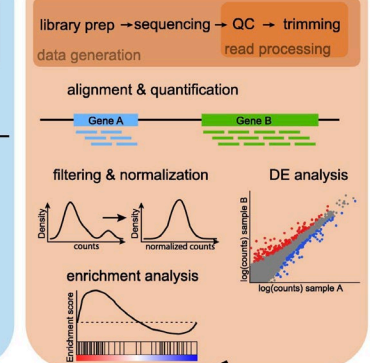 library prep → sequencing → QC → trimming
data generation
read processing
alignment & quantification
Gene A
Gene B
filtering & normalization
DE analysis
Density
counts
Density
normalized counts
log(counts) sample B
log(counts) sample A
enrichment analysis
Enrichment score